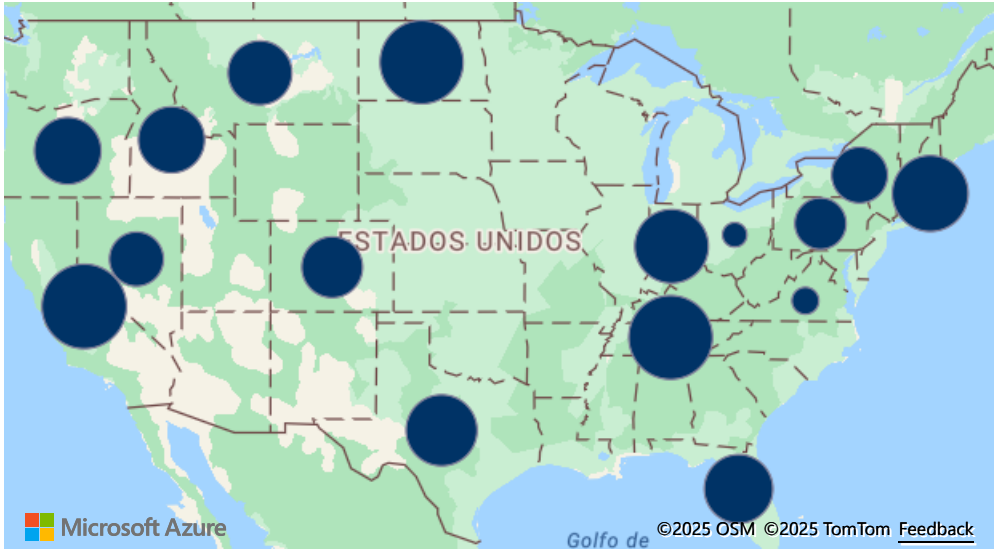 ESTADOS UNIDOS
Microsoft Azure
©2025 OSM ©2025 TomTom Feedback
Golfo de